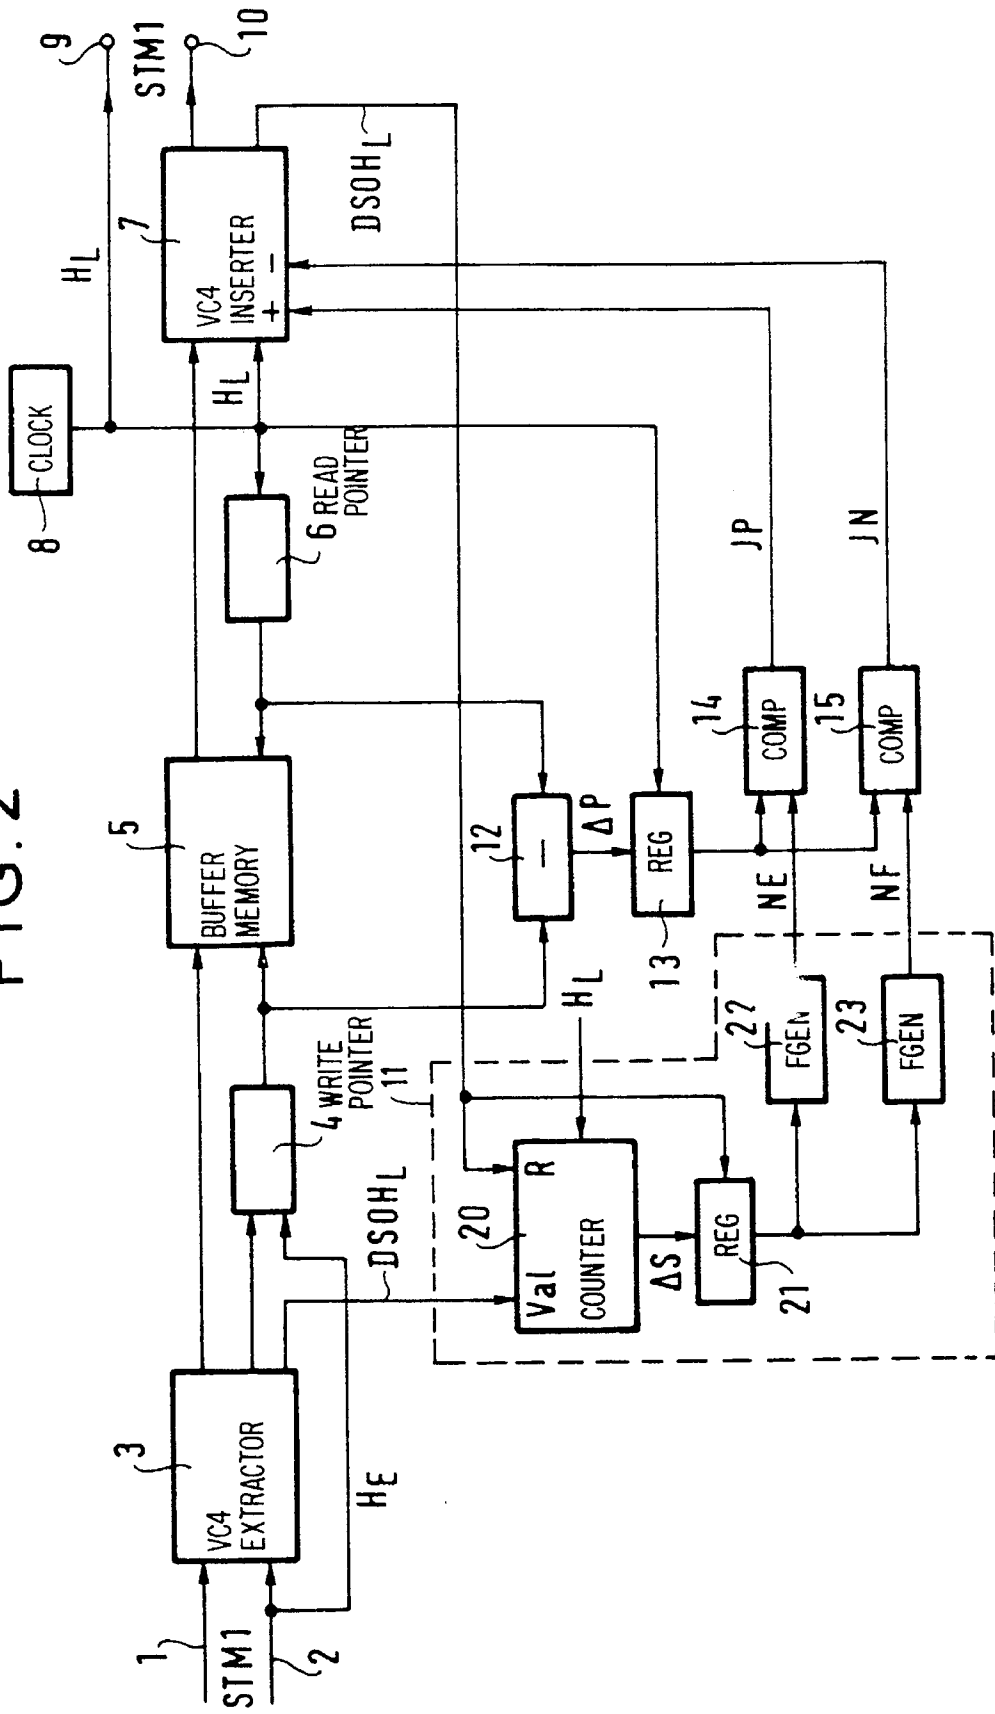 FIG. 2
1
STM1
2
3
VC4
EXTRACTOR
HE
DSOHL
4 WRITE
POINTER
11
5
BUFFER
MEMORY
6 READ
POINTER
8
CLOCK
HL
HL
7
VC4
INSERTER
+ −
9
STM1
10
DSOHL
12
−
ΔP
13
REG
HL
20
Val
R
COUNTER
ΔS
REG
21
22
FGEN
23
FGEN
NE
NF
14
COMP
15
COMP
JP
JN